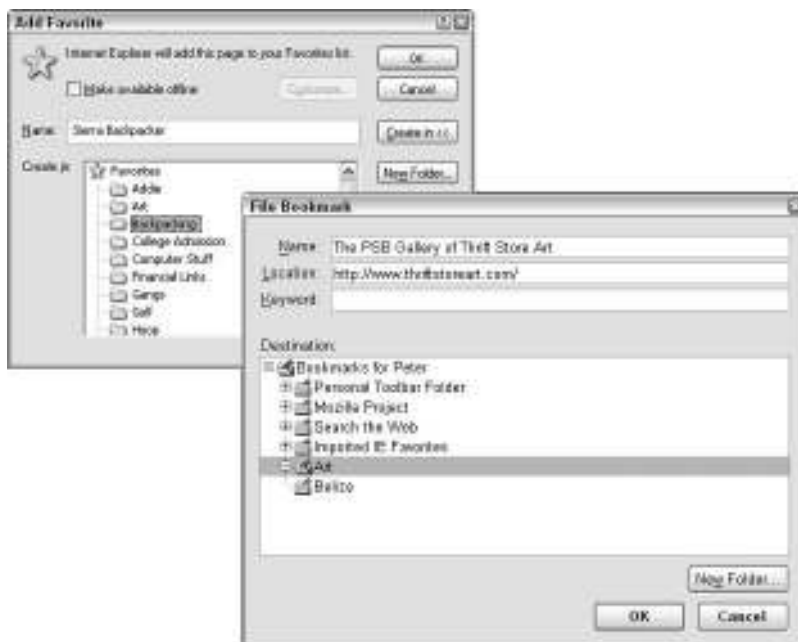 Add Favorite
Internet Explorer will add this page to your Favorites list.
OK
Make available offline
Customize...
Cancel
Name:
Sierra Backpacker
Create in <<
Create in:
Favorites
New Folder...
Addie
Art
Backpacking
College Admission
Computer Stuff
Financial Links
Gangs
Golf
File Bookmark
Name:
The PSB Gallery of Thrift Store Art
Location:
http://www.thriftstoreart.com/
Keyword:
Destination:
Bookmarks for Peter
Personal Toolbar Folder
Mozilla Project
Search the Web
Imported IE Favorites
Art
Belize
New Folder...
OK
Cancel